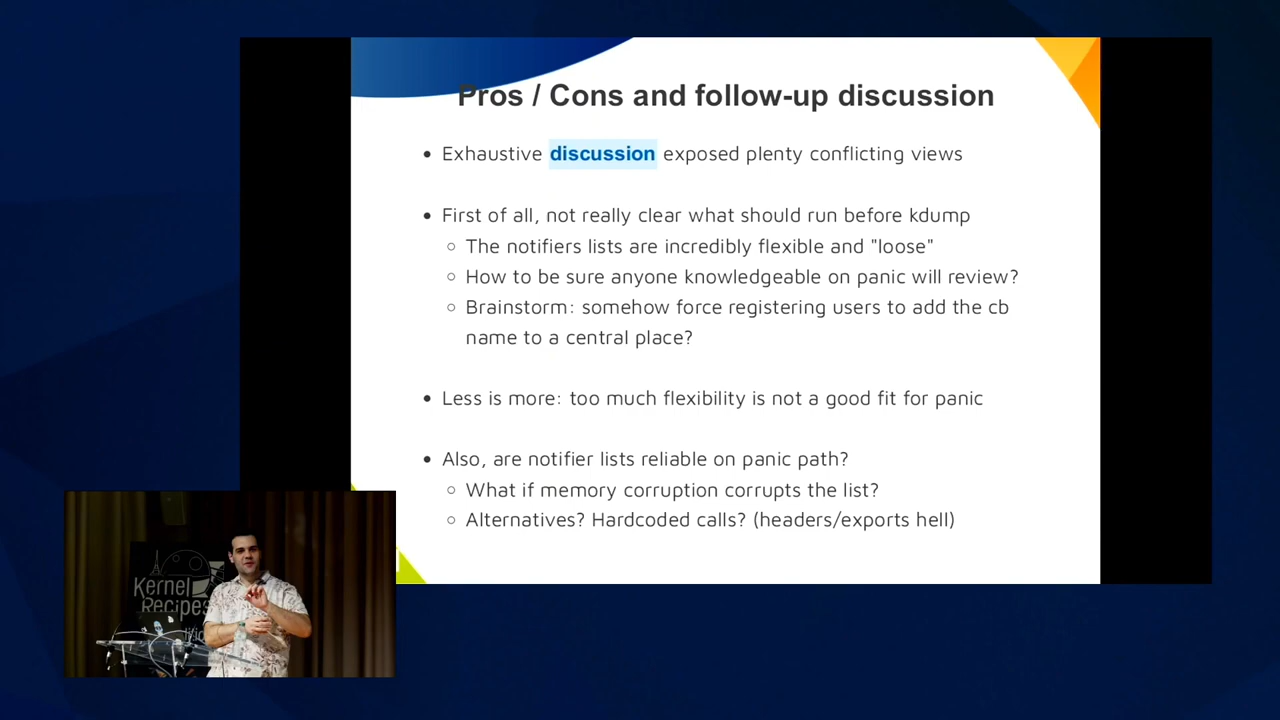 Pros / Cons and follow-up discussion
• Exhaustive discussion exposed plenty conflicting views
• First of all, not really clear what should run before kdump
○ The notifiers lists are incredibly flexible and "loose"
○ How to be sure anyone knowledgeable on panic will review?
○ Brainstorm: somehow force registering users to add the cb
name to a central place?
• Less is more: too much flexibility is not a good fit for panic
• Also, are notifier lists reliable on panic path?
○ What if memory corruption corrupts the list?
○ Alternatives? Hardcoded calls? (headers/exports hell)
Kernel
Recipes